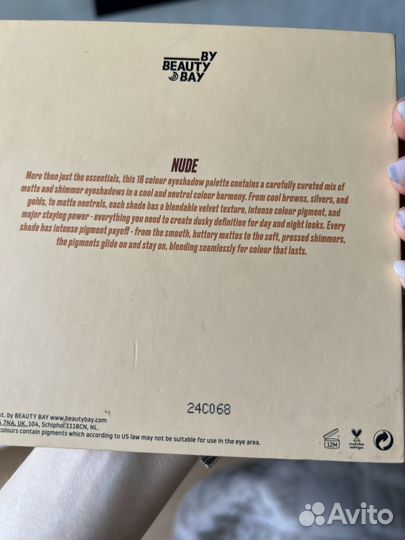 BY
BEAUTY
BAY
NUDE
More than just the essentials, this 16 colour eyeshadow palette contains a carefully curated mix of
matte and shimmer eyeshadows in a cool and neutral colour harmony. From cool browns, silvers, and
golds, to matte neutrals, each shade has a blendable velvet texture, intense colour pigment, and
major staying power - everything you need to create dusky definition for day and night looks. Every
shade has intense pigment payoff - from the smooth, buttery mattes to the soft, pressed shimmers,
the pigments glide on and stay on, blending seamlessly for colour that lasts.
24C068
st. by BEAUTY BAY www.beautybay.com
7NA, UK. 104, Schiphol 1118CN, NL.
colours contain pigments which according to US law may not be suitable for use in the eye area.
12M
Avito